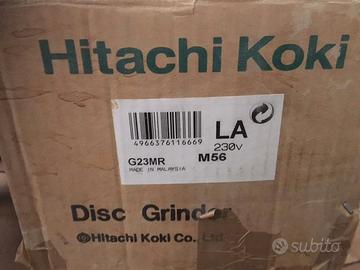 Hitachi Koki
4966376116669
LA
230v
G23MR
M56
MADE IN MALAYSIA
Disc Grinder
Hitachi Koki Co., Ltd.
subito